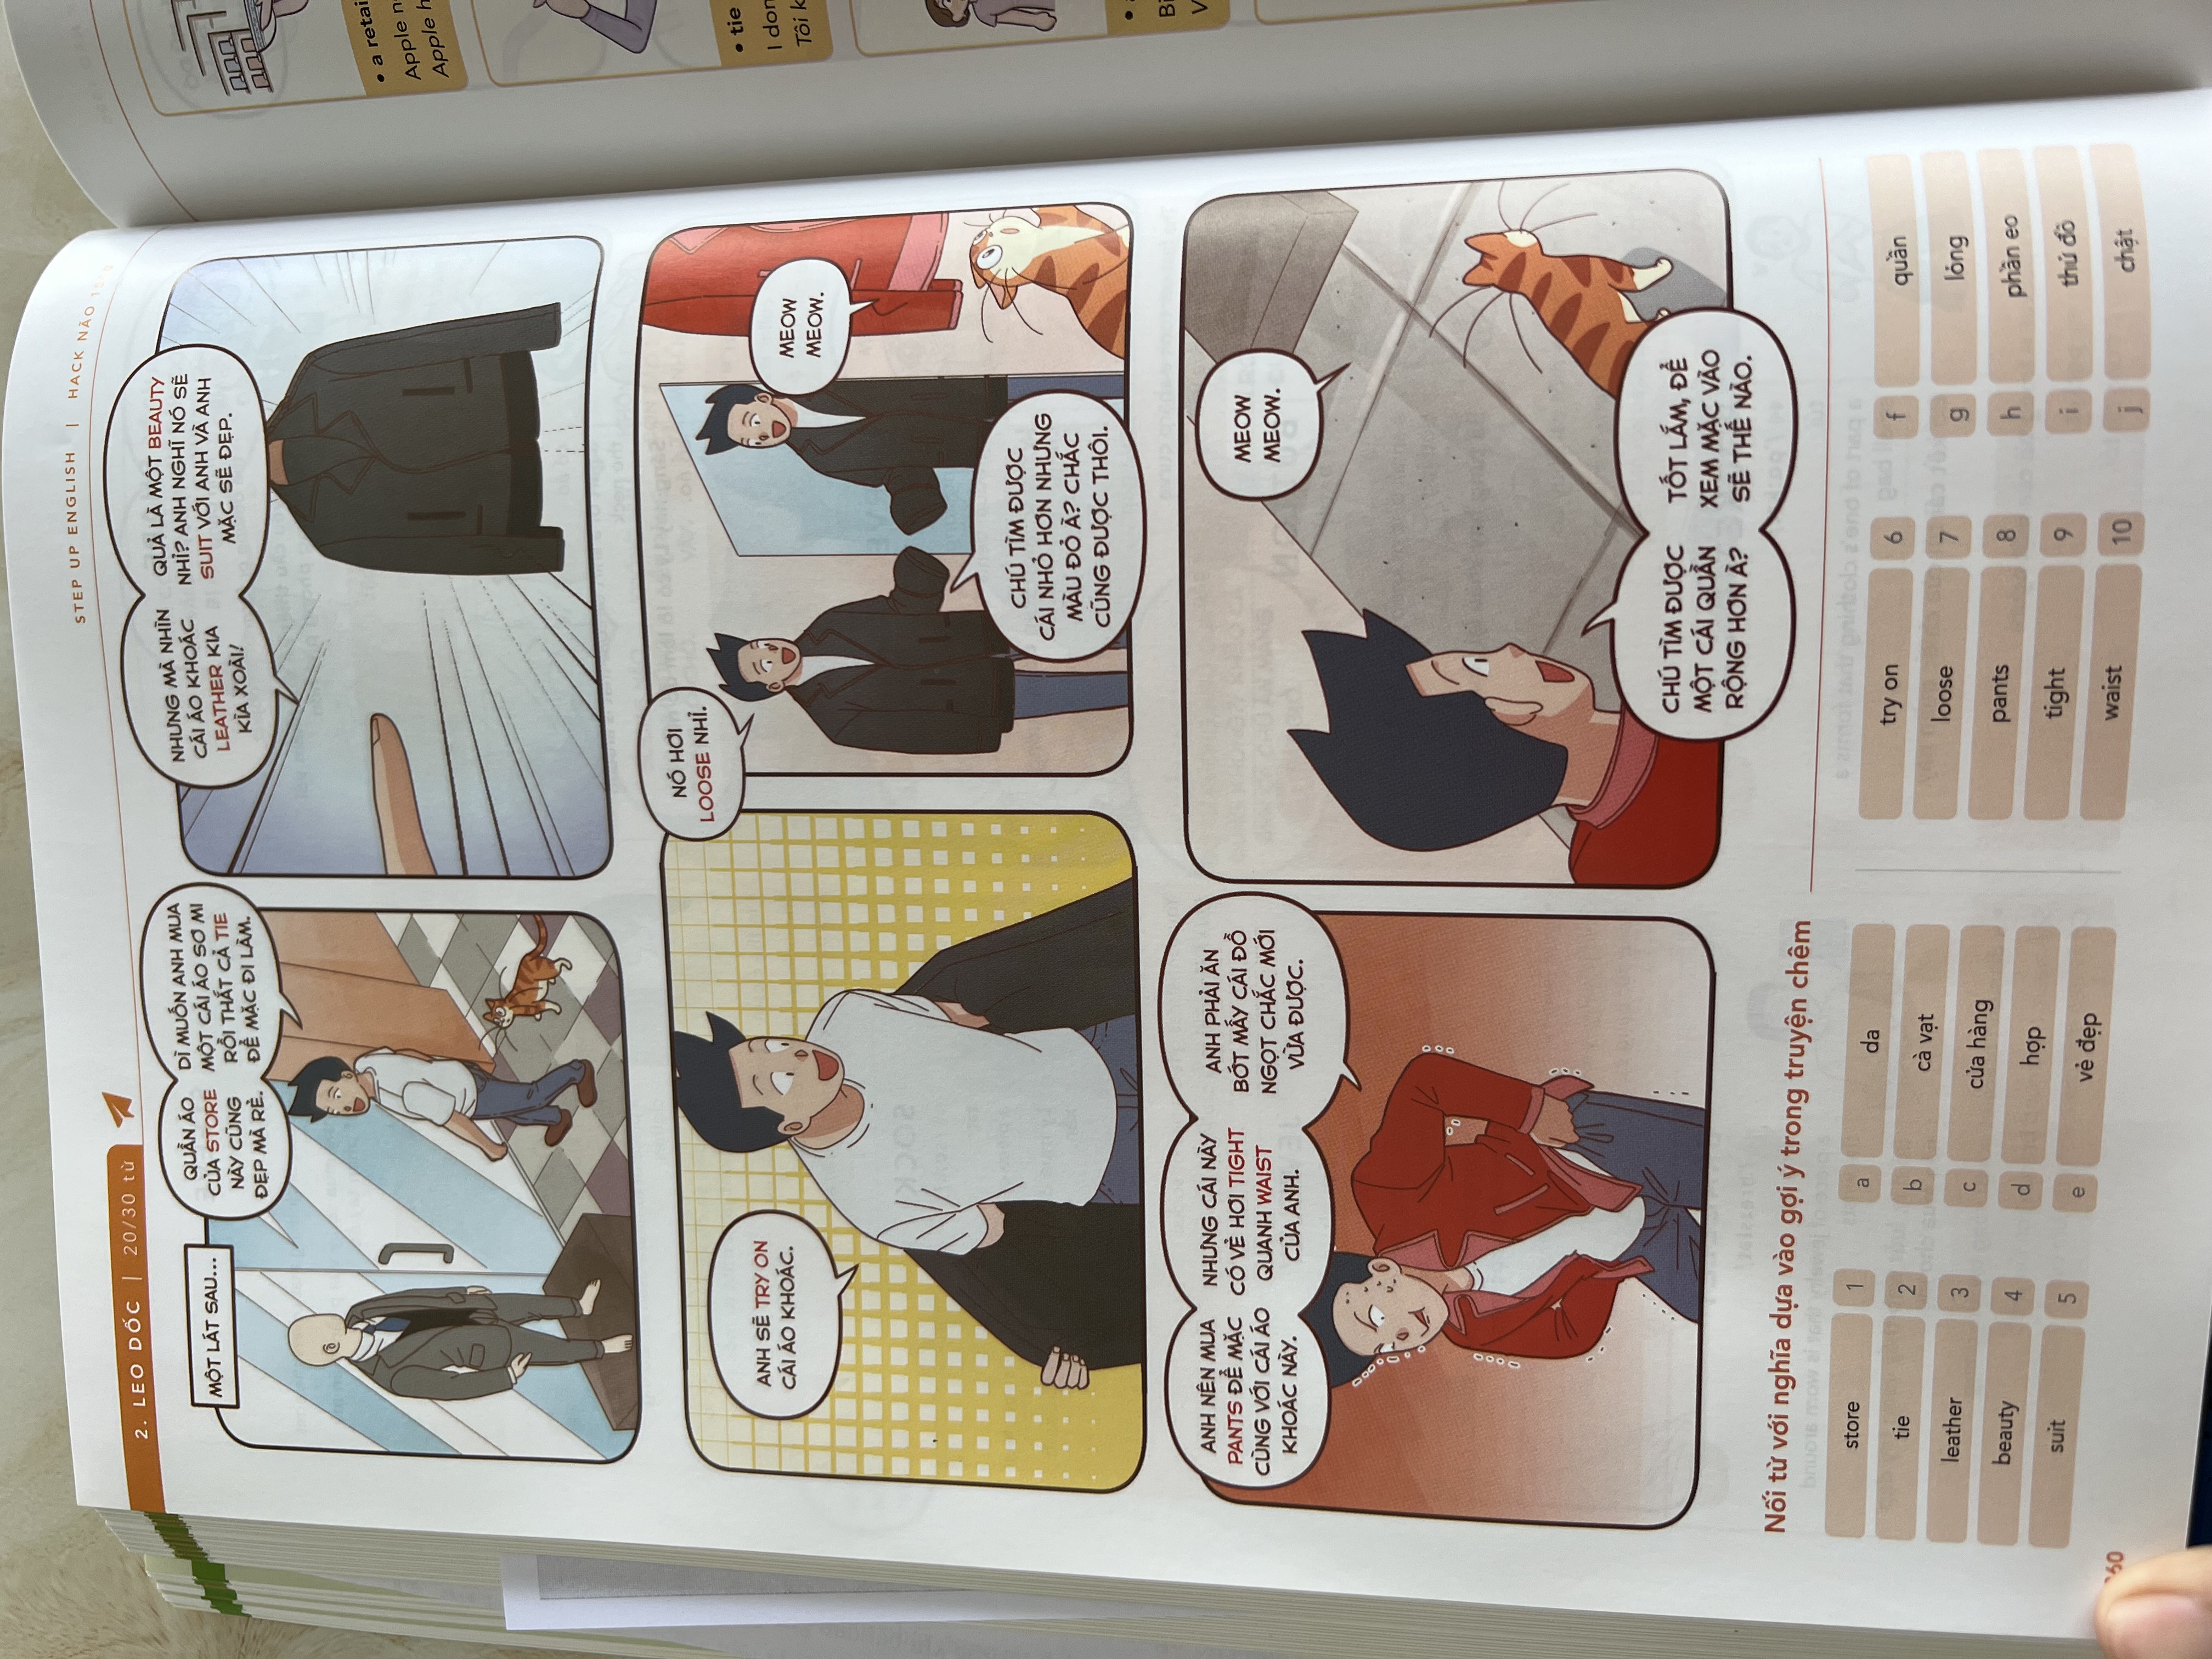 STEP UP ENGLISH | HACK NÃO
2. LEO DỐC | 20/30 từ
MỘT LÁT SAU...
QUẦN ÁO
CỦA STORE
NÀY CŨNG
ĐẸP MÀ RẺ.
DÌ MUỐN ANH MUA
MỘT CÁI ÁO SƠ MI
RỒI THẮT CẢ TIE
ĐỂ MẶC ĐI LÀM.
NHƯNG MÀ NHÌN
CÁI ÁO KHOÁC
LEATHER KIA
KÌA XOÀI!
QUẢ LÀ MỘT BEAUTY
NHỈ? ANH NGHĨ NÓ SẼ
SUIT VỚI ANH VÀ ANH
MẶC SẼ ĐẸP.
ANH SẼ TRY ON
CÁI ÁO KHOÁC.
NÓ HƠI
LOOSE NHỈ.
MEOW
MEOW.
CHÚ TÌM ĐƯỢC
CÁI NHỎ HƠN NHƯNG
MÀU ĐỎ À? CHẮC
CŨNG ĐƯỢC THÔI.
ANH NÊN MUA
PANTS ĐỂ MẶC
CÙNG VỚI CÁI ÁO
KHOÁC NÀY.
NHƯNG CÁI NÀY
CÓ VẺ HƠI TIGHT
QUANH WAIST
CỦA ANH.
ANH PHẢI ĂN
BỚT MẤY CÁI ĐỒ
NGỌT CHẮC MỚI
VỪA ĐƯỢC.
MEOW
MEOW.
CHÚ TÌM ĐƯỢC
MỘT CÁI QUẦN
RỘNG HƠN À?
TỐT LẮM, ĐỂ
XEM MẶC VÀO
SẼ THẾ NÀO.
Nối từ với nghĩa dựa vào gợi ý trong truyện chêm
store 1 a da
tie 2 b cà vạt
leather 3 c cửa hàng
beauty 4 d hợp
suit 5 e vẻ đẹp
try on 6 f quần
loose 7 g lỏng
pants 8 h phần eo
tight 9 i thử đồ
waist 10 j chật
60
• a retai
Apple n
Apple h
• tie
I don
Tôi k